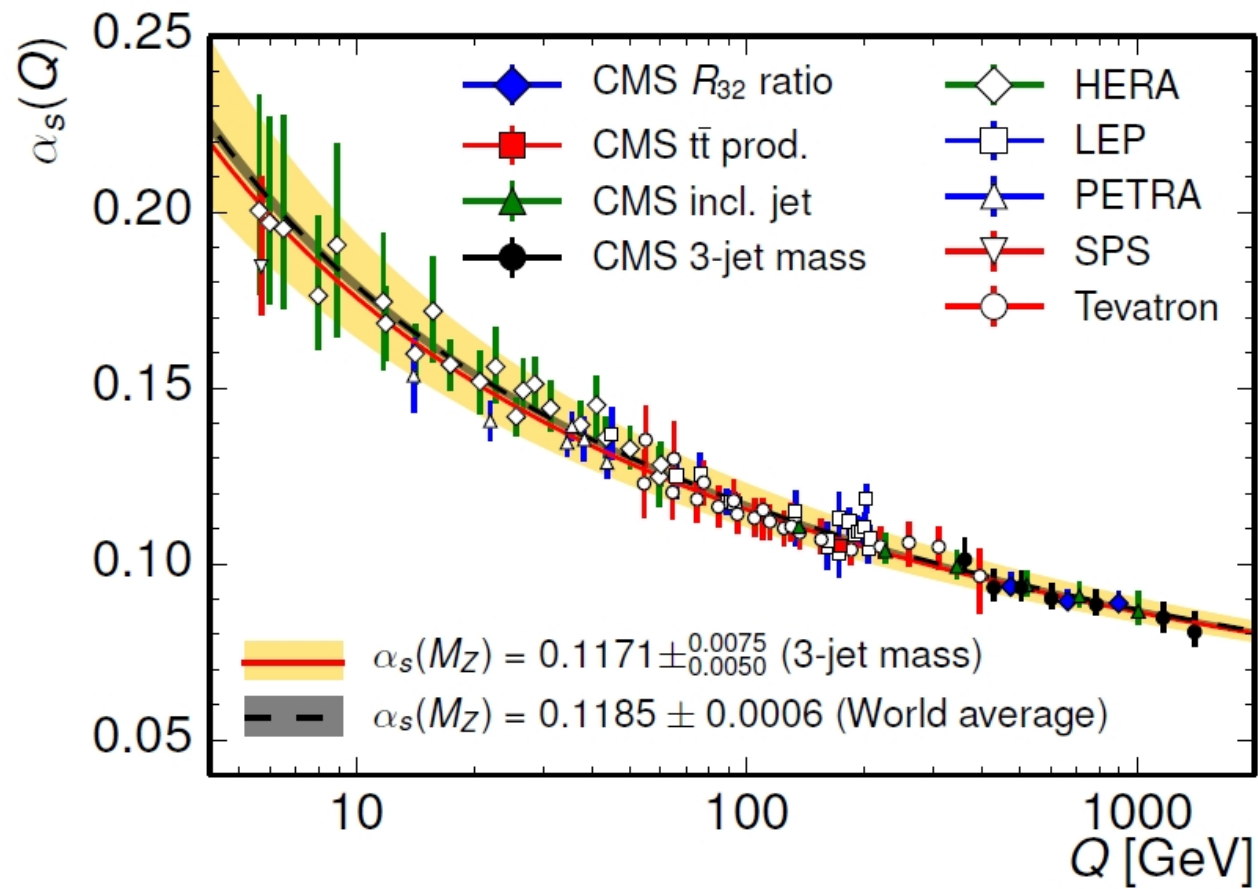 αs(Q)
0.25
0.20
0.15
0.10
0.05
CMS R32 ratio
CMS tt̄ prod.
CMS incl. jet
CMS 3-jet mass
HERA
LEP
PETRA
SPS
Tevatron
αs(MZ) = 0.1171±0.0075 0.0050 (3-jet mass)
αs(MZ) = 0.1185 ± 0.0006 (World average)
10 100 1000
Q [GeV]